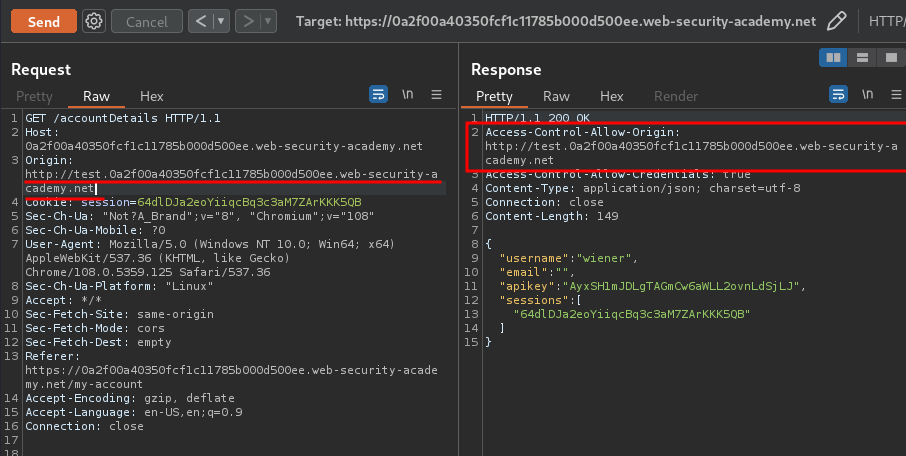 Send Cancel < > Target: https://0a2f00a40350fcf1c11785b000d500ee.web-security-academy.net HTTP/
Request
Pretty Raw Hex \n
1 GET /accountDetails HTTP/1.1
2 Host:
0a2f00a40350fcf1c11785b000d500ee.web-security-academy.net
3 Origin:
http://test.0a2f00a40350fcf1c11785b000d500ee.web-security-a
cademy.net
4 Cookie: session=64dlDJa2eoYiiqcBq3c3aM7ZArKKK5QB
5 Sec-Ch-Ua: "Not?A_Brand";v="8", "Chromium";v="108"
6 Sec-Ch-Ua-Mobile: ?0
7 User-Agent: Mozilla/5.0 (Windows NT 10.0; Win64; x64)
AppleWebKit/537.36 (KHTML, like Gecko)
Chrome/108.0.5359.125 Safari/537.36
8 Sec-Ch-Ua-Platform: "Linux"
9 Accept: */*
10 Sec-Fetch-Site: same-origin
11 Sec-Fetch-Mode: cors
12 Sec-Fetch-Dest: empty
13 Referer:
https://0a2f00a40350fcf1c11785b000d500ee.web-security-acade
my.net/my-account
14 Accept-Encoding: gzip, deflate
15 Accept-Language: en-US,en;q=0.9
16 Connection: close
17
18
Response
Pretty Raw Hex Render \n
1 HTTP/1.1 200 OK
2 Access-Control-Allow-Origin:
http://test.0a2f00a40350fcf1c11785b000d500ee.web-security-a
cademy.net
3 Access-Control-Allow-Credentials: true
4 Content-Type: application/json; charset=utf-8
5 Connection: close
6 Content-Length: 149
7
8 {
9 "username":"wiener",
10 "email":"",
11 "apikey":"AyxSH1mJDLgTAGmCw6aWLL2ovnLdSjLJ",
12 "sessions":[
13 "64dlDJa2eoYiiqcBq3c3aM7ZArKKK5QB"
14 ]
15 }